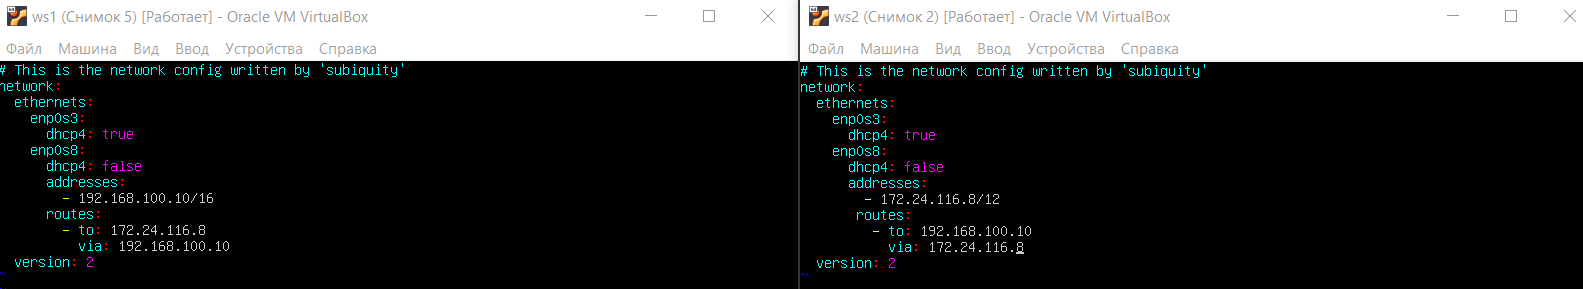 ws1 (Снимок 5) [Работает] - Oracle VM VirtualBox
Файл Машина Вид Ввод Устройства Справка
# This is the network config written by 'subiquity'
network:
  ethernets:
    enp0s3:
      dhcp4: true
    enp0s8:
      dhcp4: false
      addresses:
        - 192.168.100.10/16
      routes:
        - to: 172.24.116.8
          via: 192.168.100.10
  version: 2
~
ws2 (Снимок 2) [Работает] - Oracle VM VirtualBox
Файл Машина Вид Ввод Устройства Справка
# This is the network config written by 'subiquity'
network:
  ethernets:
    enp0s3:
      dhcp4: true
    enp0s8:
      dhcp4: false
      addresses:
        - 172.24.116.8/12
       routes:
         - to: 192.168.100.10
           via: 172.24.116.8
  version: 2
~